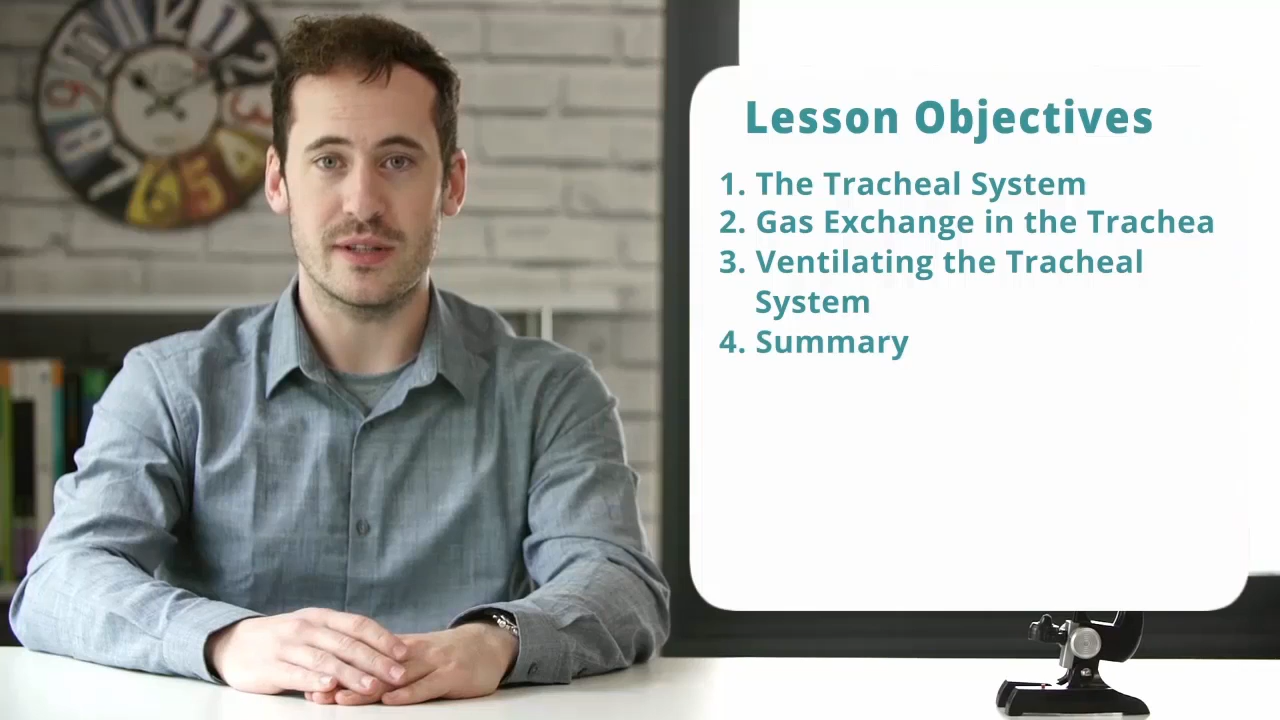 Lesson Objectives
1. The Tracheal System
2. Gas Exchange in the Trachea
3. Ventilating the Tracheal
System
4. Summary